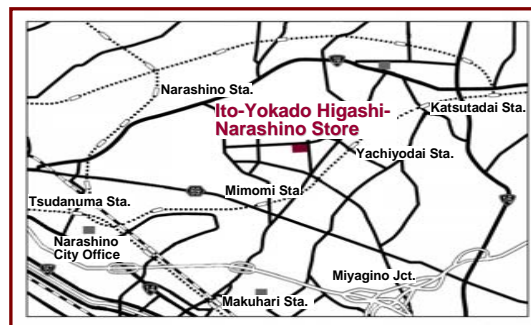 Narashino Sta.
Katsutadai Sta.
Ito-Yokado Higashi-
Narashino Store
Yachiyodai Sta.
Mimomi Sta.
Tsudanuma Sta.
Narashino
City Office
Miyagino Jct.
Makuhari Sta.